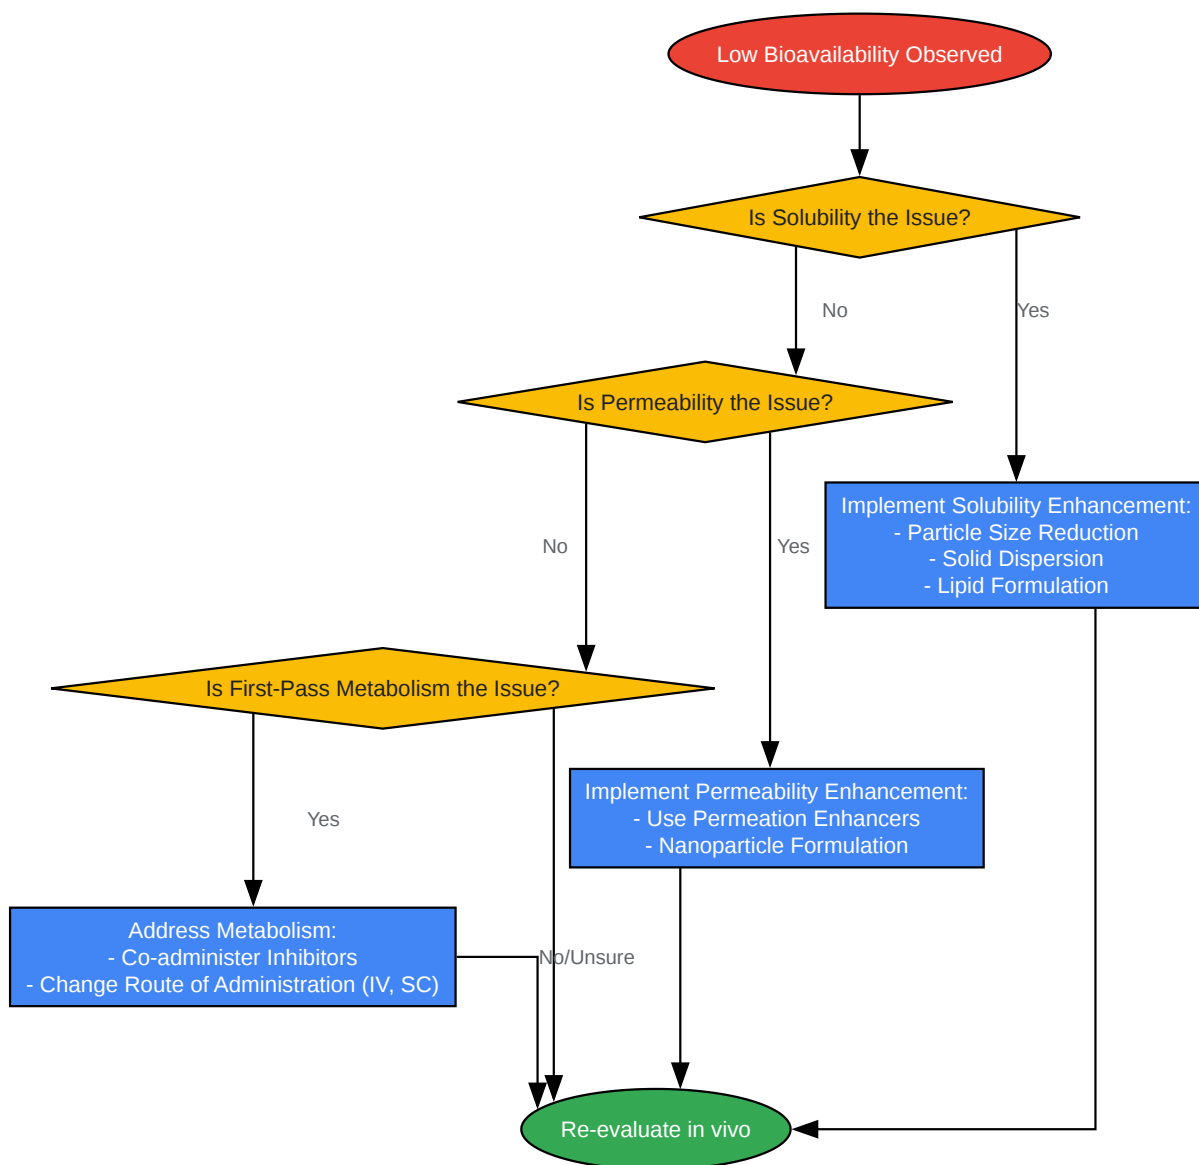 Low Bioavailability Observed
Is Solubility the Issue?
No
Yes
Is Permeability the Issue?
Implement Solubility Enhancement:
- Particle Size Reduction
- Solid Dispersion
- Lipid Formulation
No
Yes
Is First-Pass Metabolism the Issue?
Implement Permeability Enhancement:
- Use Permeation Enhancers
- Nanoparticle Formulation
Yes
Address Metabolism:
- Co-administer Inhibitors
- Change Route of Administration (IV, SC)
No/Unsure
Re-evaluate in vivo